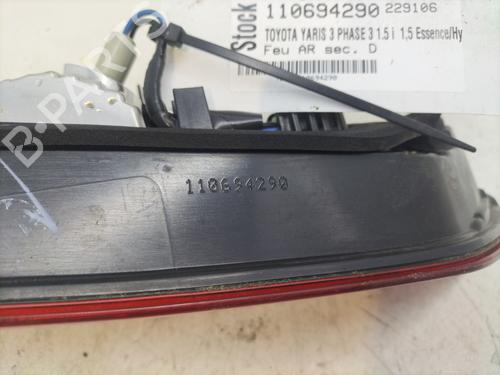 Stock
110694290 229106
TOYOTA YARIS 3 PHASE 3 1.5 i 1,5 Essence/Hy
Feu AR sec. D
110694290
110694290
B-PARTS